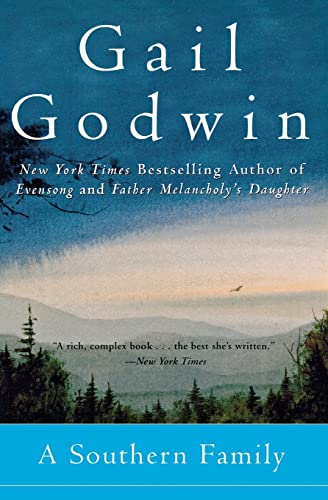 Gail
Godwin
New York Times Bestselling Author of
Evensong and Father Melancholy's Daughter
"A rich, complex book . . . the best she's written."
—New York Times
A Southern Family